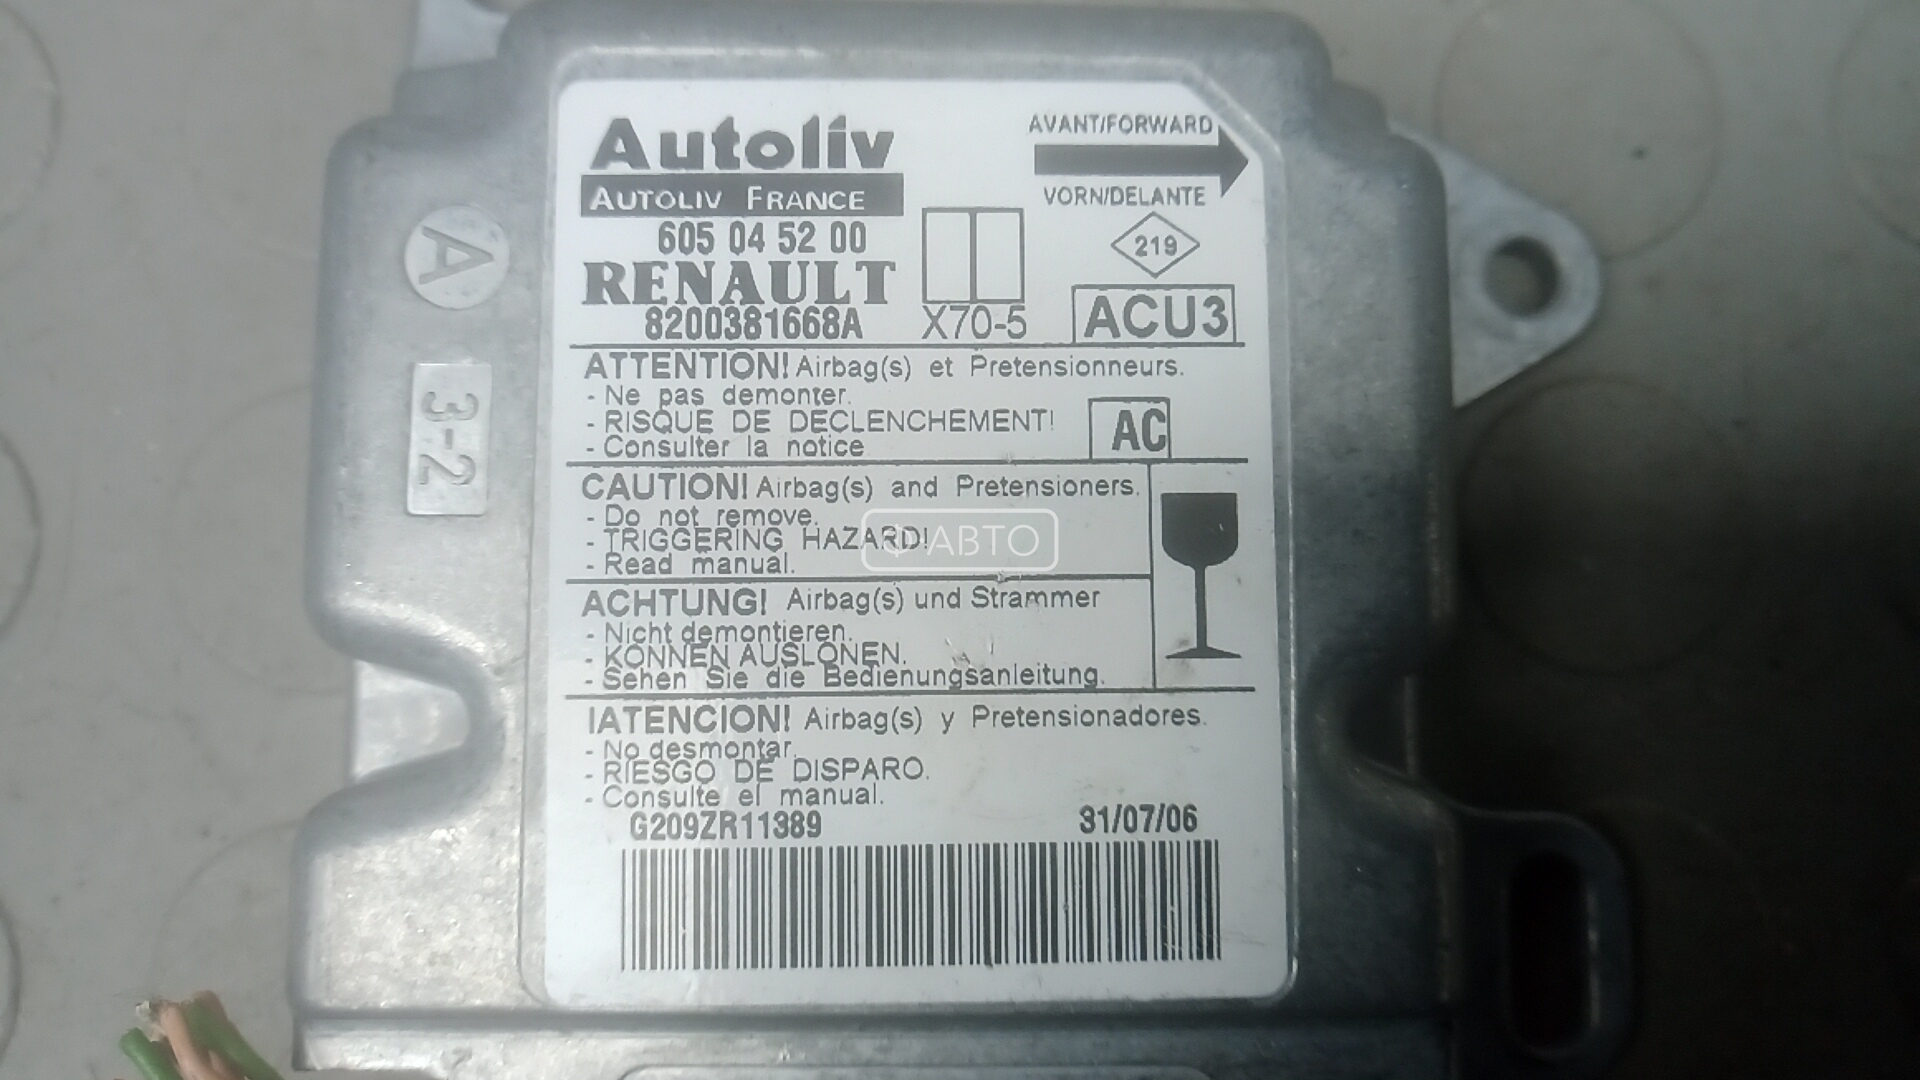 Autoliv
AUTOLIV FRANCE
605 04 52 00
RENAULT
8200381668A
X70-5
AVANT/FORWARD
VORN/DELANTE
219
ACU3
ATTENTION! Airbag(s) et Pretensionneurs.
- Ne pas demonter.
- RISQUE DE DECLENCHEMENT!
- Consulter la notice
AC
CAUTION! Airbag(s) and Pretensioners.
- Do not remove.
- TRIGGERING HAZARD!
- Read manual.
Ф АВТО
ACHTUNG! Airbag(s) und Strammer
- Nicht demontieren.
- KONNEN AUSLONEN.
- Sehen Sie die Bedienungsanleitung.
IATENCION! Airbag(s) y Pretensionadores.
- No desmontar.
- RIESGO DE DISPARO.
- Consulte el manual.
G209ZR11389 31/07/06
A
3-2